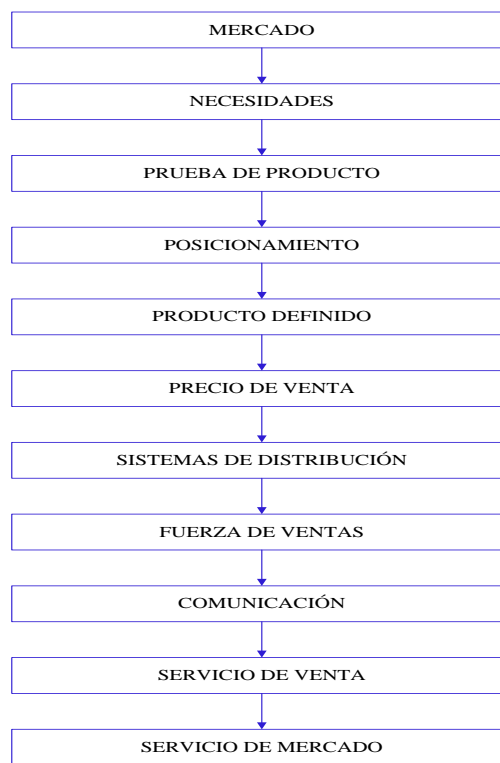 MERCADO
NECESIDADES
PRUEBA DE PRODUCTO
POSICIONAMIENTO
PRODUCTO DEFINIDO
PRECIO DE VENTA
SISTEMAS DE DISTRIBUCIÓN
FUERZA DE VENTAS
COMUNICACIÓN
SERVICIO DE VENTA
SERVICIO DE MERCADO